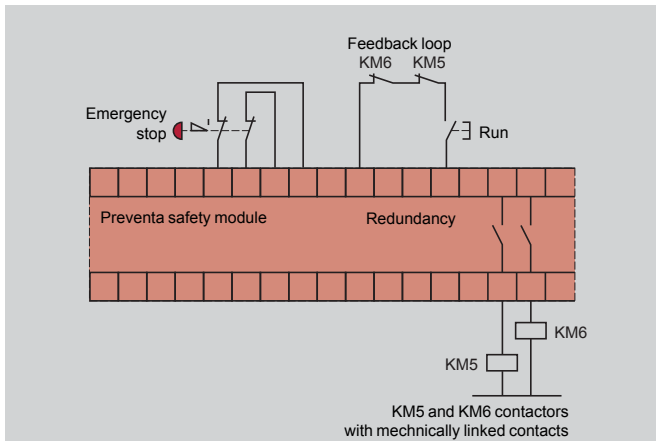 Feedback loop
KM6 KM5
Emergency
stop
Run
Preventa safety module
Redundancy
KM6
KM5
KM5 and KM6 contactors
with mechnically linked contacts